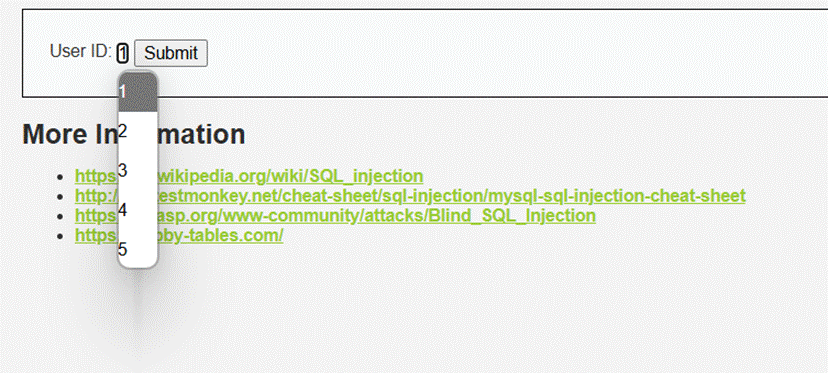 User ID: 1 Submit
1
2
3
4
5
More In mation
https wikipedia.org/wiki/SQL_injection
http:/ estmonkey.net/cheat-sheet/sql-injection/mysql-sql-injection-cheat-sheet
https asp.org/www-community/attacks/Blind_SQL_Injection
https bby-tables.com/